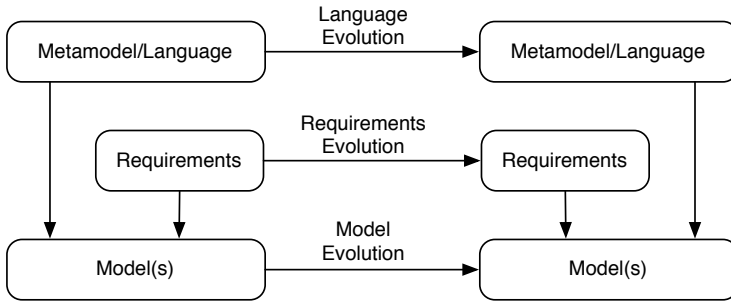 Language
Evolution
Metamodel/Language
Metamodel/Language
Requirements
Evolution
Requirements
Requirements
Model
Evolution
Model(s)
Model(s)